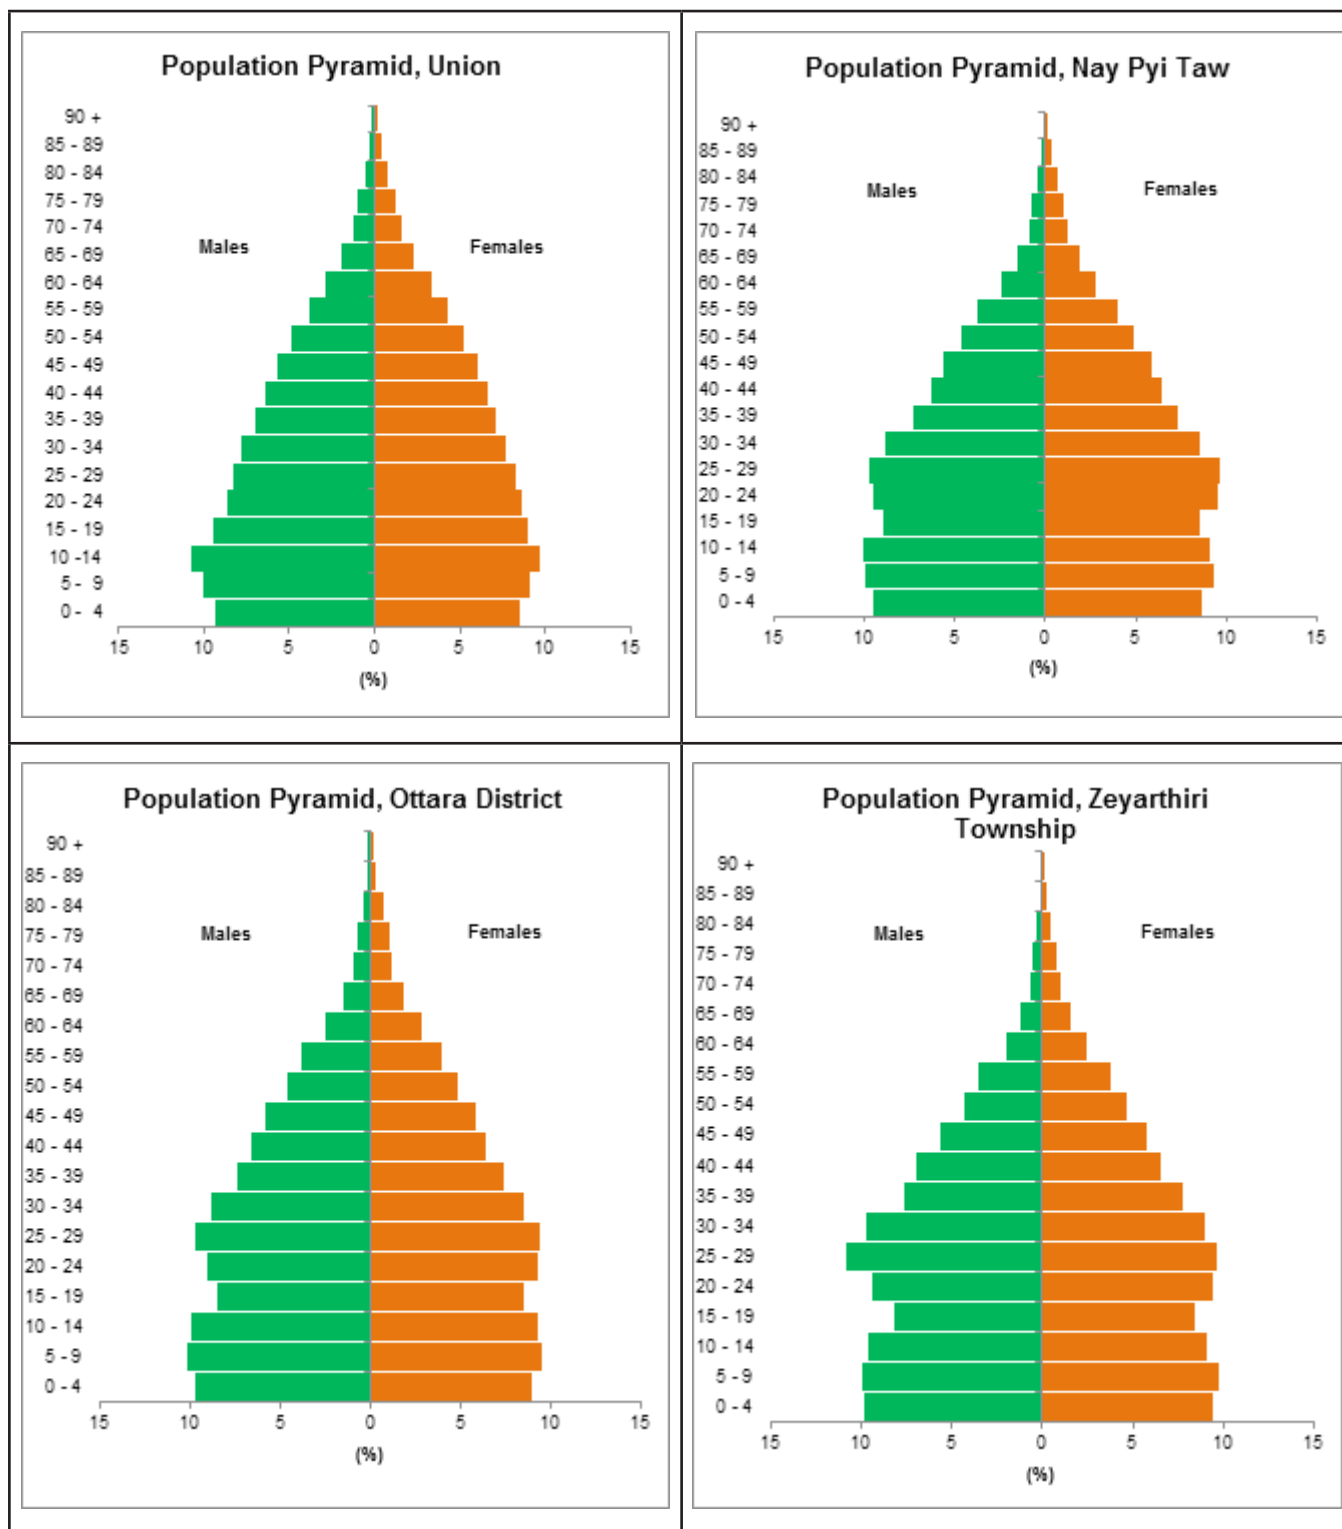 Population Pyramid, Union
90 +
85 - 89
80 - 84
75 - 79
70 - 74
65 - 69
60 - 64
55 - 59
50 - 54
45 - 49
40 - 44
35 - 39
30 - 34
25 - 29
20 - 24
15 - 19
10 -14
5 - 9
0 - 4
Males
Females
15 10 5 0 5 10 15
(%)
Population Pyramid, Nay Pyi Taw
90 +
85 - 89
80 - 84
75 - 79
70 - 74
65 - 69
60 - 64
55 - 59
50 - 54
45 - 49
40 - 44
35 - 39
30 - 34
25 - 29
20 - 24
15 - 19
10 - 14
5 - 9
0 - 4
Males
Females
15 10 5 0 5 10 15
(%)
Population Pyramid, Ottara District
90 +
85 - 89
80 - 84
75 - 79
70 - 74
65 - 69
60 - 64
55 - 59
50 - 54
45 - 49
40 - 44
35 - 39
30 - 34
25 - 29
20 - 24
15 - 19
10 - 14
5 - 9
0 - 4
Males
Females
15 10 5 0 5 10 15
(%)
Population Pyramid, Zeyarthiri
Township
90 +
85 - 89
80 - 84
75 - 79
70 - 74
65 - 69
60 - 64
55 - 59
50 - 54
45 - 49
40 - 44
35 - 39
30 - 34
25 - 29
20 - 24
15 - 19
10 - 14
5 - 9
0 - 4
Males
Females
15 10 5 0 5 10 15
(%)